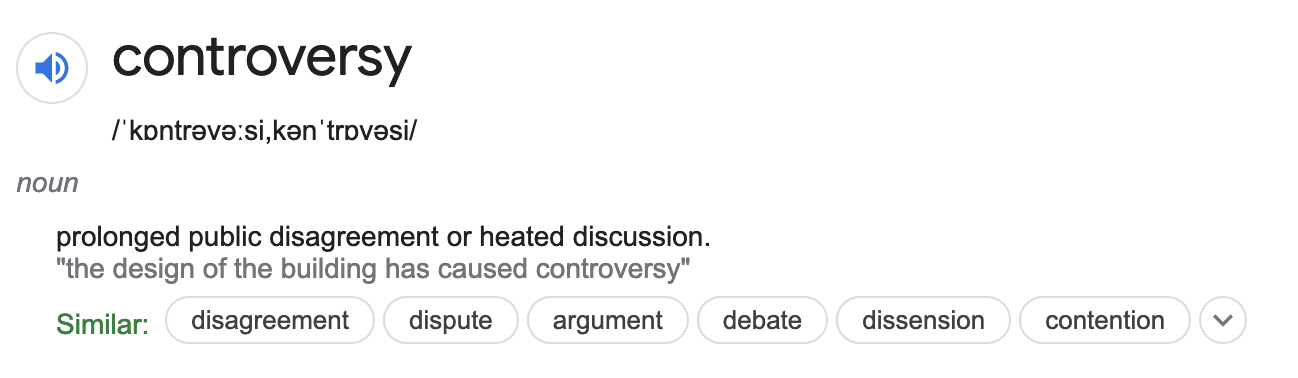 controversy
/ˈkɒntrəvəːsi,kənˈtrɒvəsi/
noun
prolonged public disagreement or heated discussion.
"the design of the building has caused controversy"
Similar: disagreement dispute argument debate dissension contention